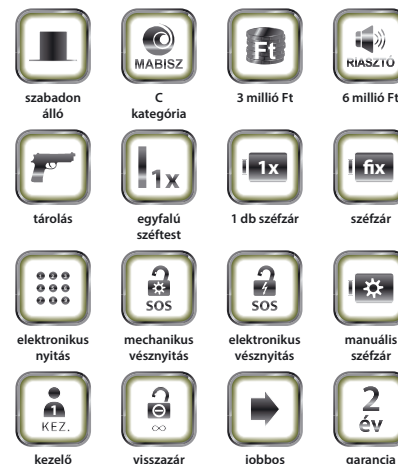 MABISZ
Ft
RIASZTÓ
szabadon álló
C kategória
3 millió Ft
6 millió Ft
1x
1x
fix
tárolás
egyfalú széftest
1 db széfzár
széfzár
SOS
SOS
elektronikus nyitás
mechanikus vésznyitás
elektronikus vésznyitás
manuális széfzár
1
KEZ.
∞
2 év
kezelő
visszazár
jobbos
garancia